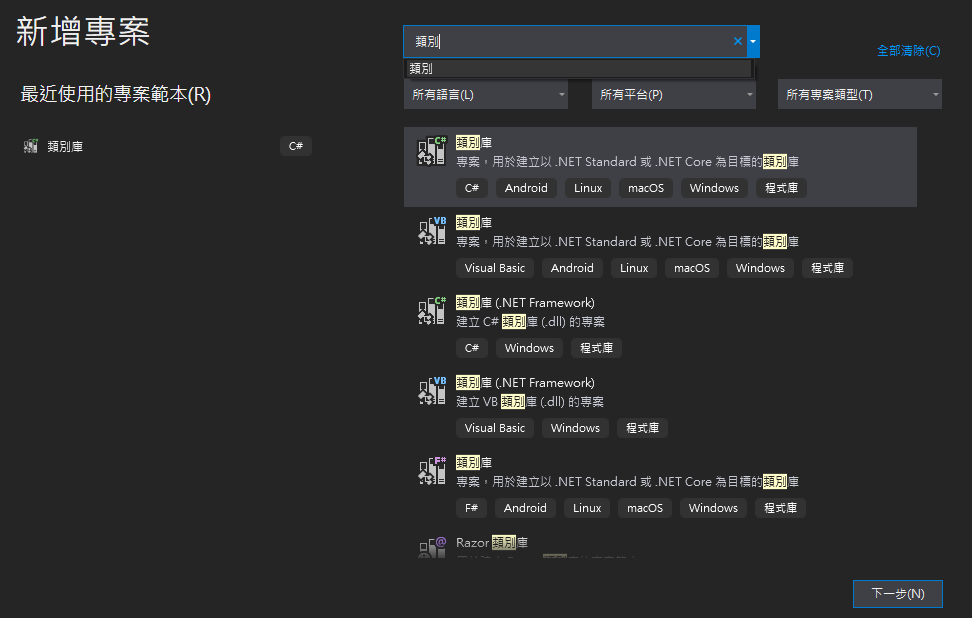 新增專案
類別
類別
全部清除(C)
最近使用的專案範本(R)
所有語言(L)
所有平台(P)
所有專案類型(T)
類別庫
C#
C#
類別庫
專案，用於建立以 .NET Standard 或 .NET Core 為目標的類別庫
C# Android Linux macOS Windows 程式庫
VB
類別庫
專案，用於建立以 .NET Standard 或 .NET Core 為目標的類別庫
Visual Basic Android Linux macOS Windows 程式庫
C#
類別庫 (.NET Framework)
建立 C# 類別庫 (.dll) 的專案
C# Windows 程式庫
VB
類別庫 (.NET Framework)
建立 VB 類別庫 (.dll) 的專案
Visual Basic Windows 程式庫
F#
類別庫
專案，用於建立以 .NET Standard 或 .NET Core 為目標的類別庫
F# Android Linux macOS Windows 程式庫
@
Razor 類別庫
下一步(N)